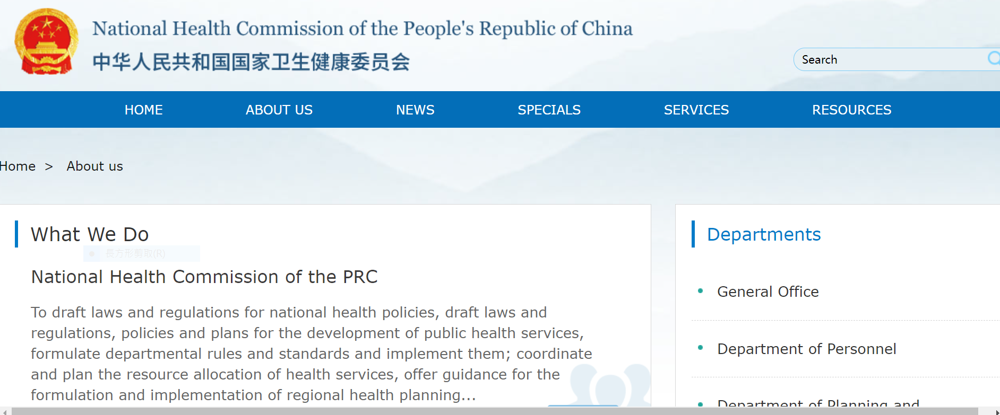 National Health Commission of the People's Republic of China
中华人民共和国国家卫生健康委员会
Search
HOME
ABOUT US
NEWS
SPECIALS
SERVICES
RESOURCES
Home > About us
What We Do
長方形剪取(R)
National Health Commission of the PRC
To draft laws and regulations for national health policies, draft laws and
regulations, policies and plans for the development of public health services,
formulate departmental rules and standards and implement them; coordinate
and plan the resource allocation of health services, offer guidance for the
formulation and implementation of regional health planning...
Departments
General Office
Department of Personnel
Department of Planning and